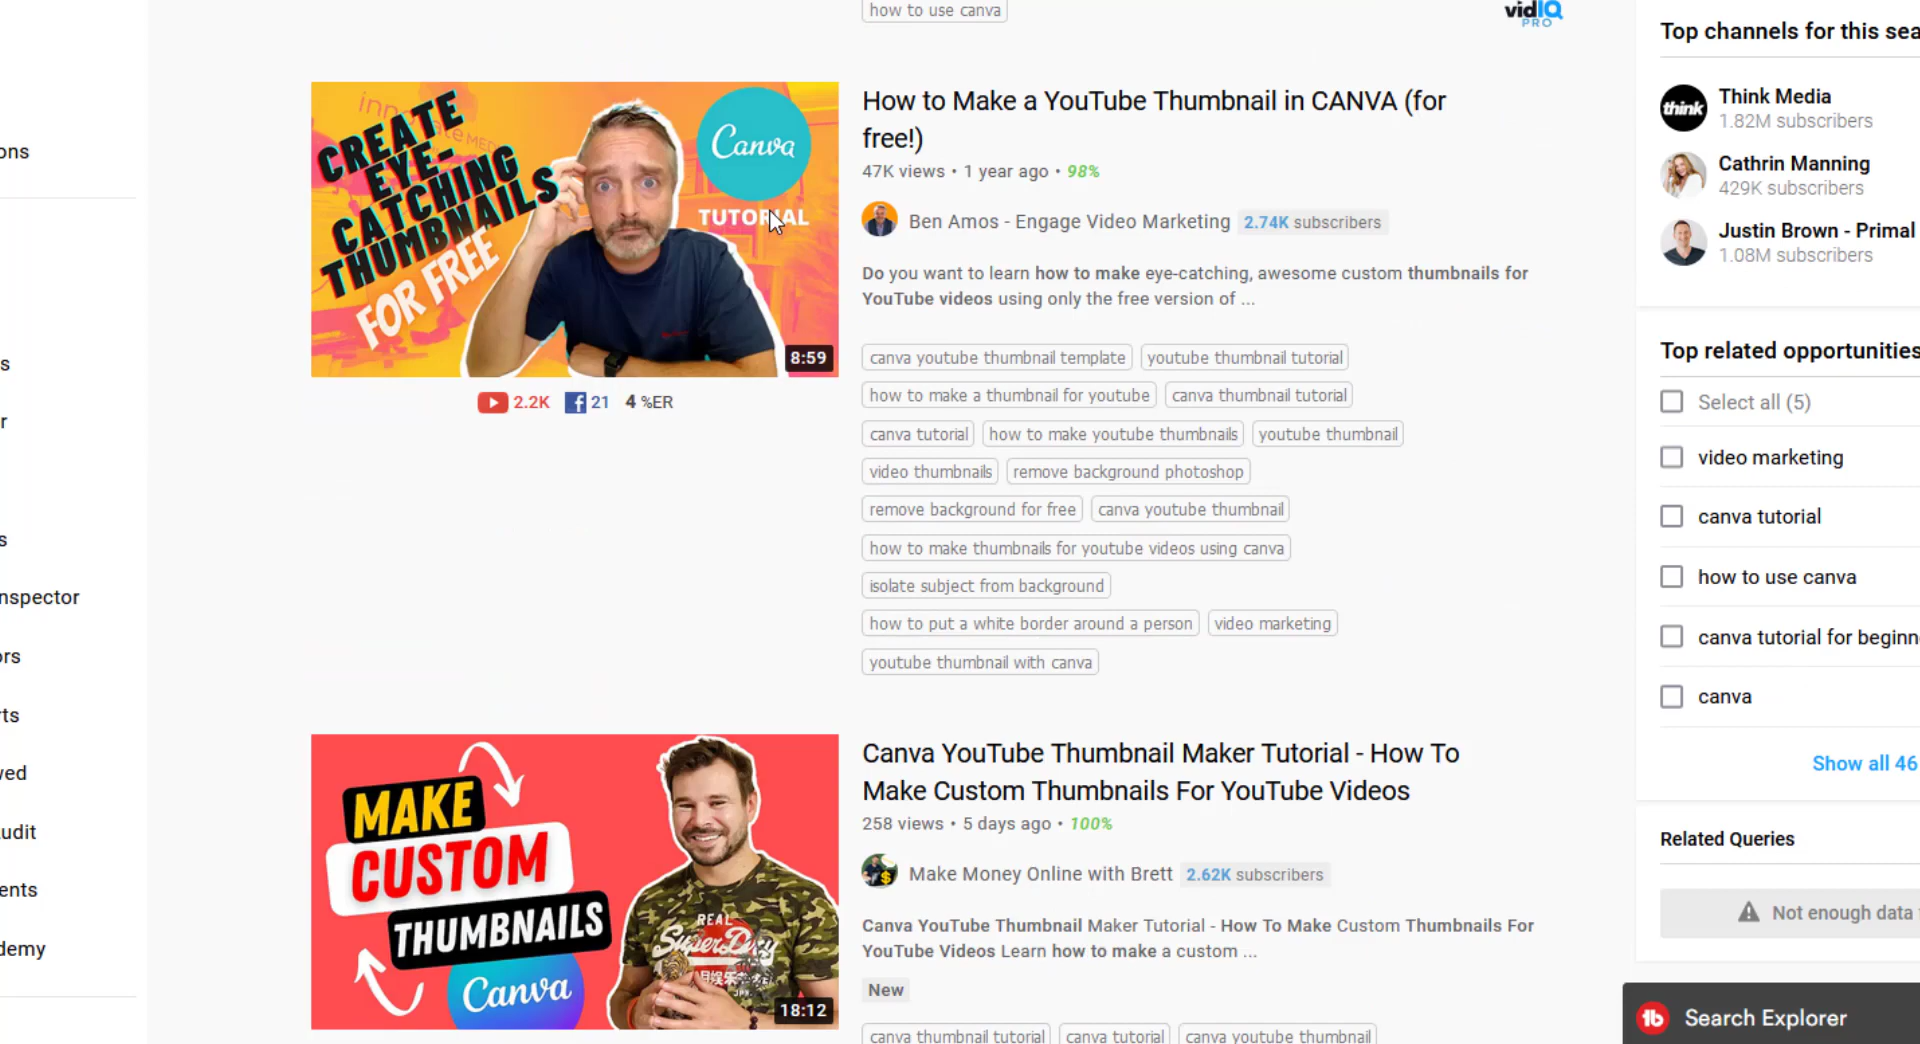 how to use canva
vidIQ
PRO
CREATE
EYE-
CATCHING
THUMBNAILS
FOR FREE
Canva
TUTORIAL
8:59
2.2K 21 4 %ER
How to Make a YouTube Thumbnail in CANVA (for
free!)
47K views • 1 year ago • 98%
Ben Amos - Engage Video Marketing 2.74K subscribers
Do you want to learn how to make eye-catching, awesome custom thumbnails for
YouTube videos using only the free version of ...
canva youtube thumbnail template youtube thumbnail tutorial
how to make a thumbnail for youtube canva thumbnail tutorial
canva tutorial how to make youtube thumbnails youtube thumbnail
video thumbnails remove background photoshop
remove background for free canva youtube thumbnail
how to make thumbnails for youtube videos using canva
isolate subject from background
how to put a white border around a person video marketing
youtube thumbnail with canva
MAKE
CUSTOM
THUMBNAILS
Canva
REAL
SuperDry
JPN.
18:12
Canva YouTube Thumbnail Maker Tutorial - How To
Make Custom Thumbnails For YouTube Videos
258 views • 5 days ago • 100%
Make Money Online with Brett 2.62K subscribers
Canva YouTube Thumbnail Maker Tutorial - How To Make Custom Thumbnails For
YouTube Videos Learn how to make a custom ...
New
canva thumbnail tutorial canva tutorial canva youtube thumbnail
ons
s
r
s
nspector
ors
rts
ved
udit
ents
demy
Top channels for this sea
think
Think Media
1.82M subscribers
Cathrin Manning
429K subscribers
Justin Brown - Primal
1.08M subscribers
Top related opportunities
Select all (5)
video marketing
canva tutorial
how to use canva
canva tutorial for beginn
canva
Show all 46
Related Queries
Not enough data
tb Search Explorer